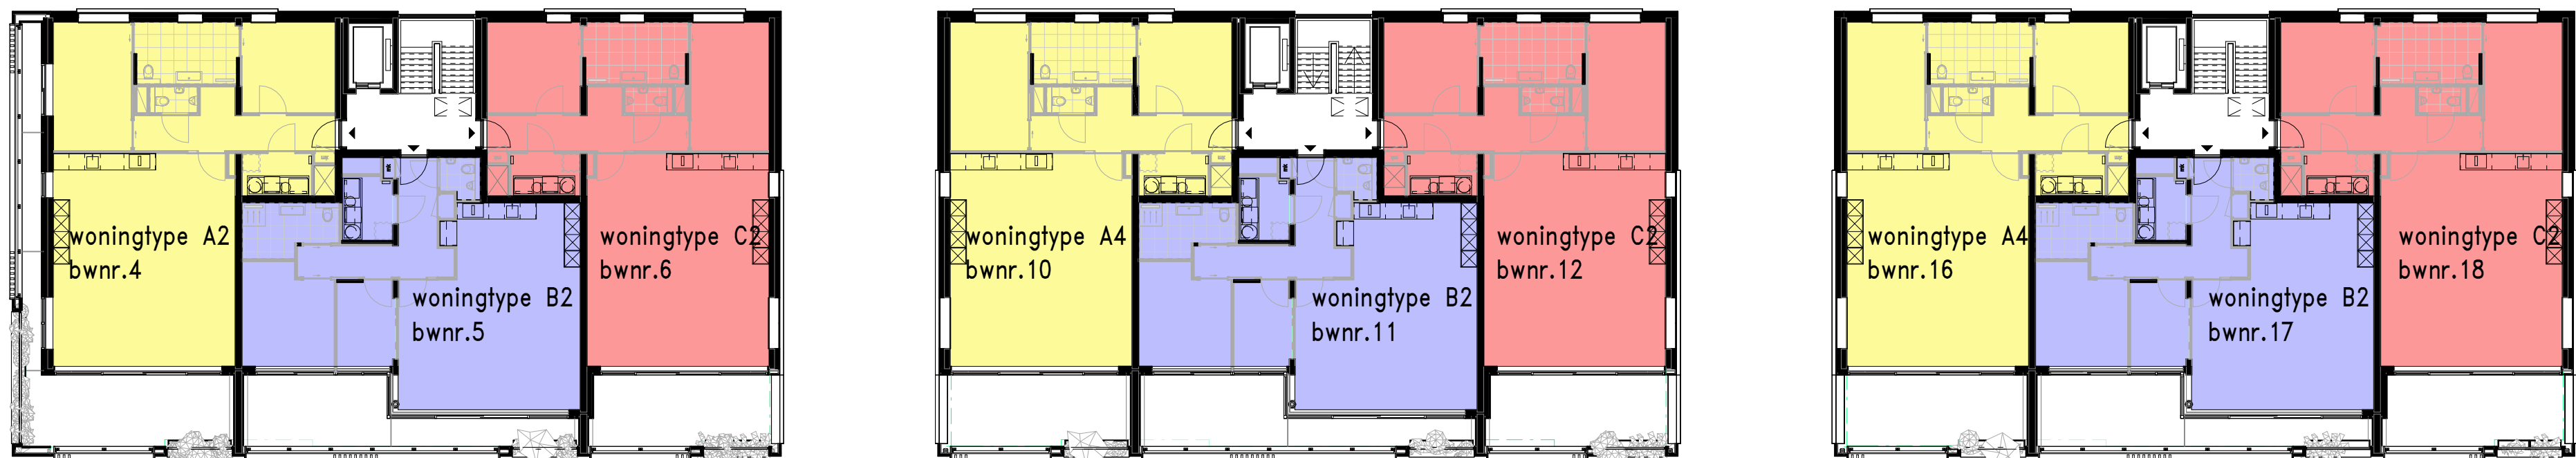 woningtype A2
bwnr.4
woningtype B2
bwnr.5
woningtype C2
bwnr.6
woningtype A4
bwnr.10
woningtype B2
bwnr.11
woningtype C2
bwnr.12
woningtype A4
bwnr.16
woningtype B2
bwnr.17
woningtype C2
bwnr.18